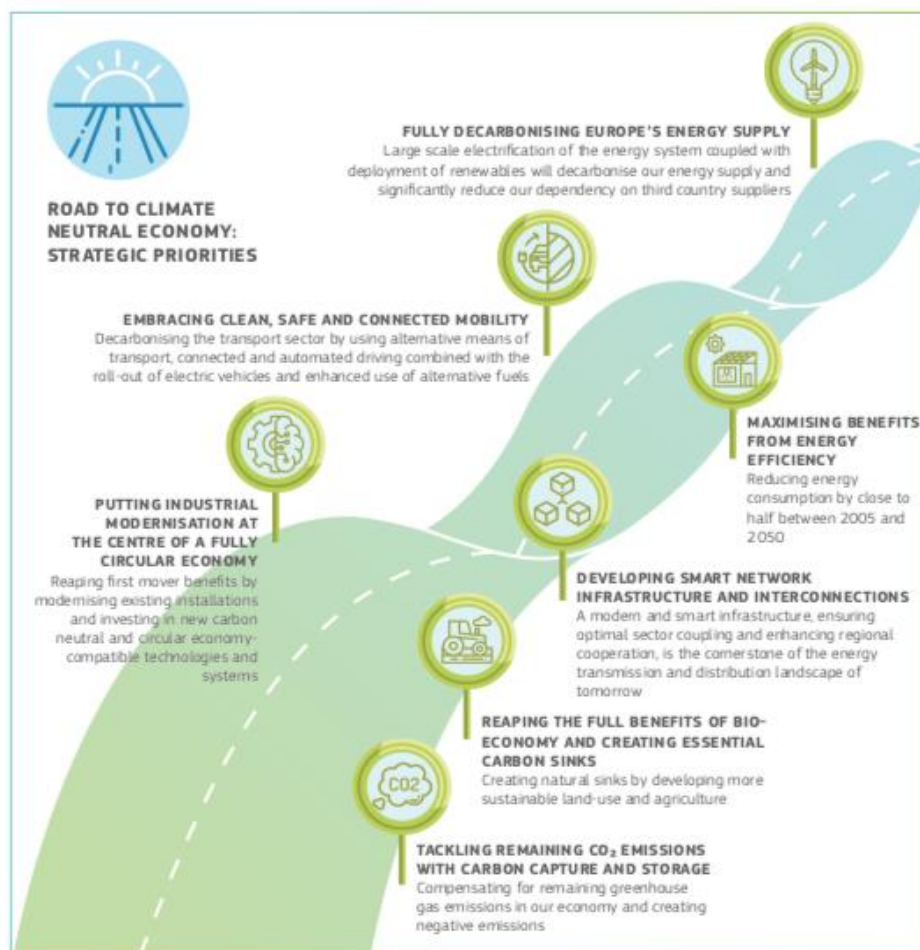 ROAD TO CLIMATE
NEUTRAL ECONOMY:
STRATEGIC PRIORITIES
FULLY DECARBONISING EUROPE'S ENERGY SUPPLY
Large scale electrification of the energy system coupled with
deployment of renewables will decarbonise our energy supply and
significantly reduce our dependency on third country suppliers
EMBRACING CLEAN, SAFE AND CONNECTED MOBILITY
Decarbonising the transport sector by using alternative means of
transport, connected and automated driving combined with the
roll-out of electric vehicles and enhanced use of alternative fuels
MAXIMISING BENEFITS
FROM ENERGY
EFFICIENCY
Reducing energy
consumption by close to
half between 2005 and
2050
PUTTING INDUSTRIAL
MODERNISATION AT
THE CENTRE OF A FULLY
CIRCULAR ECONOMY
Reaping first mover benefits by
modernising existing installations
and investing in new carbon
neutral and circular economy-
compatible technologies and
systems
DEVELOPING SMART NETWORK
INFRASTRUCTURE AND INTERCONNECTIONS
A modern and smart infrastructure, ensuring
optimal sector coupling and enhancing regional
cooperation, is the cornerstone of the energy
transmission and distribution landscape of
tomorrow
REAPING THE FULL BENEFITS OF BIO-
ECONOMY AND CREATING ESSENTIAL
CARBON SINKS
Creating natural sinks by developing more
sustainable land-use and agriculture
CO2
TACKLING REMAINING CO₂ EMISSIONS
WITH CARBON CAPTURE AND STORAGE
Compensating for remaining greenhouse
gas emissions in our economy and creating
negative emissions